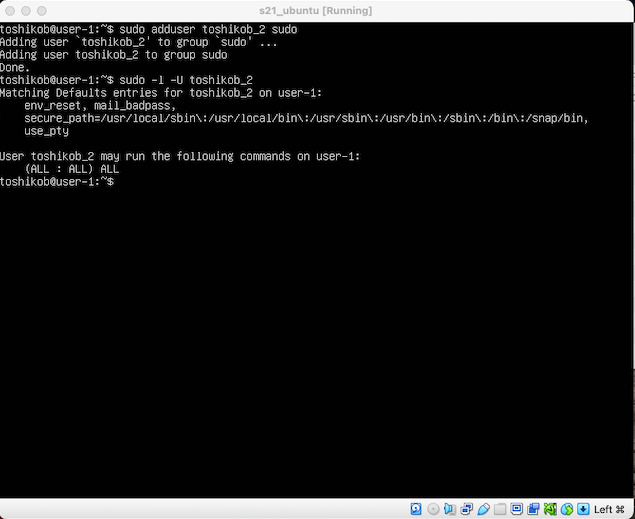 s21_ubuntu [Running]
toshikob@user-1:~$ sudo adduser toshikob_2 sudo
Adding user `toshikob_2' to group `sudo' ...
Adding user toshikob_2 to group sudo
Done.
toshikob@user-1:~$ sudo -l -U toshikob_2
Matching Defaults entries for toshikob_2 on user-1:
    env_reset, mail_badpass,
    secure_path=/usr/local/sbin\:/usr/local/bin\:/usr/sbin\:/usr/bin\:/sbin\:/bin\:/snap/bin,
    use_pty

User toshikob_2 may run the following commands on user-1:
    (ALL : ALL) ALL
toshikob@user-1:~$
Left ⌘